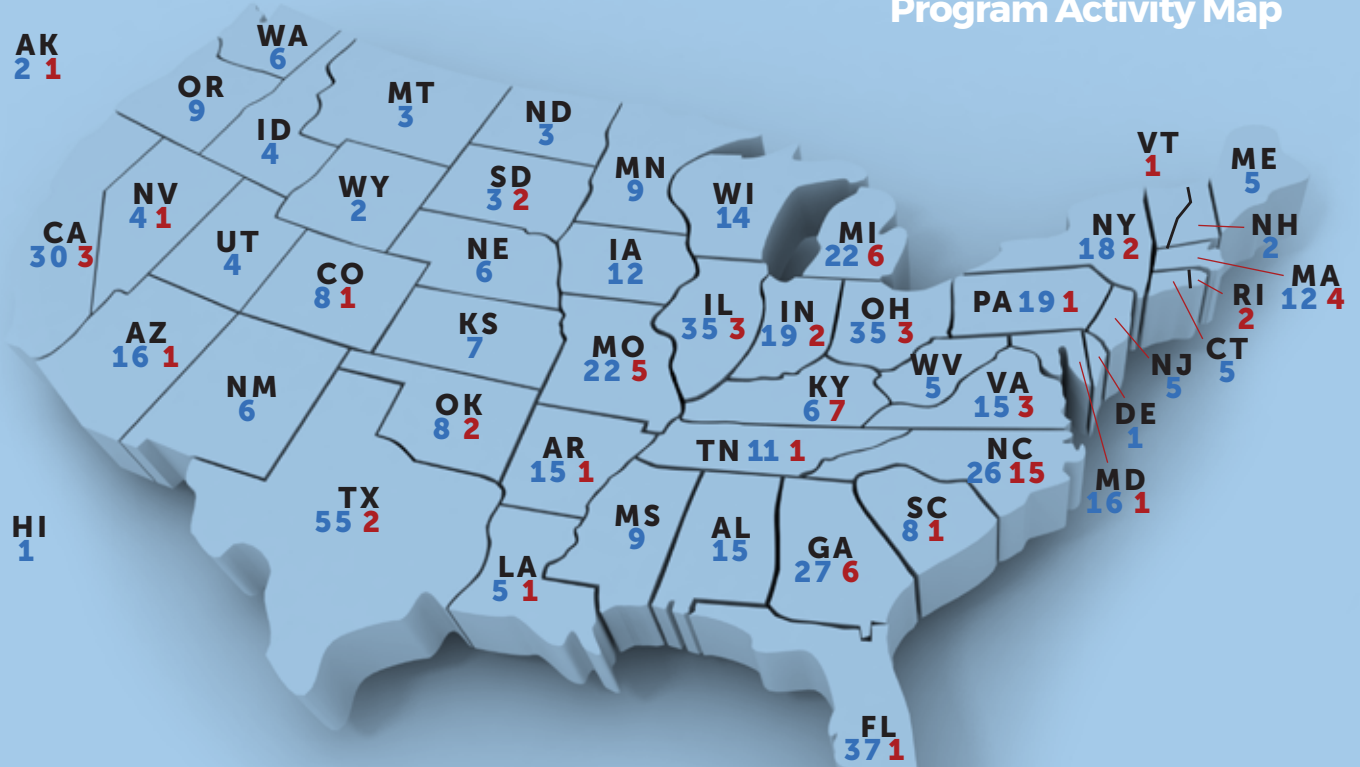 Program Activity Map
AK
2 1
WA
6
OR
9
MT
3
ID
4
ND
3
VT
1
ME
5
NV
4 1
WY
2
SD
3 2
MN
9
WI
14
NY
18 2
NH
2
CA
30 3
UT
4
NE
6
IA
12
MI
22 6
MA
12 4
CO
8 1
IL
35 3
IN
19 2
OH
35 3
PA 19 1
RI
2
AZ
16 1
KS
7
MO
22 5
CT
5
NJ
5
NM
6
OK
8 2
KY
6 7
WV
5
VA
15 3
DE
1
AR
15 1
TN 11 1
NC
26 15
MD
16 1
HI
1
TX
55 2
MS
9
AL
15
SC
8 1
GA
27 6
LA
5 1
FL
37 1